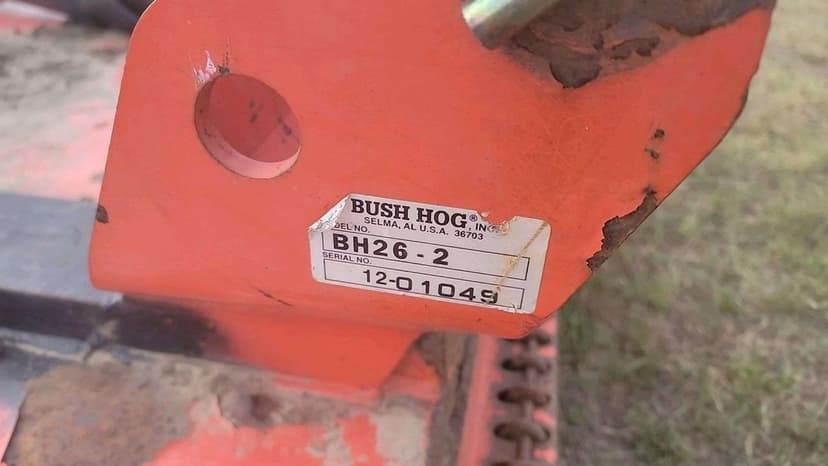 BUSH HOG® , INC.
SELMA, AL U.S.A. 36703
DEL NO.
BH26-2
SERIAL NO.
12-01049